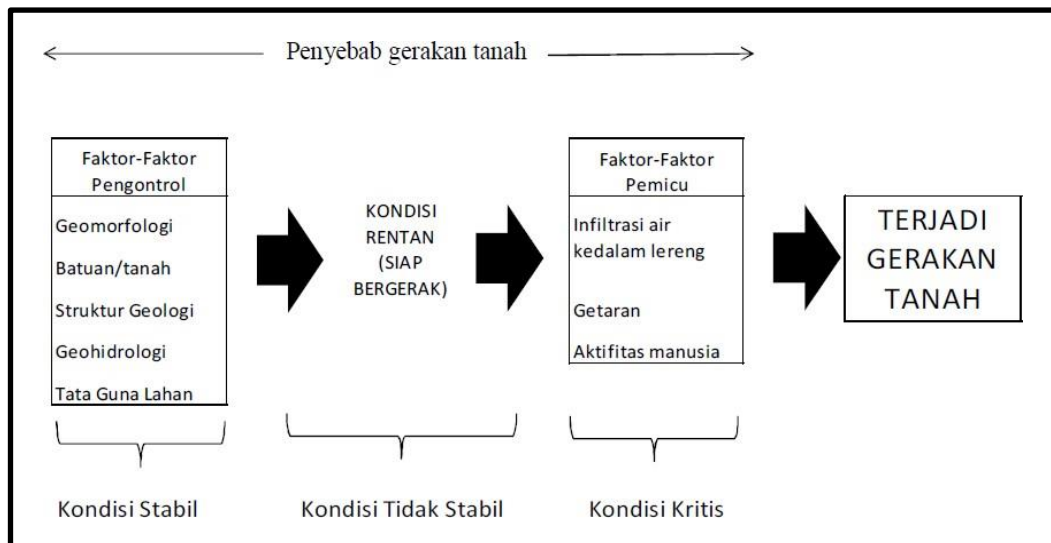 Penyebab gerakan tanah
Faktor-Faktor
Pengontrol
Geomorfologi
Batuan/tanah
Struktur Geologi
Geohidrologi
Tata Guna Lahan
KONDISI
RENTAN
(SIAP
BERGERAK)
Faktor-Faktor
Pemicu
Infiltrasi air
kedalam lereng
Getaran
Aktifitas manusia
TERJADI
GERAKAN
TANAH
Kondisi Stabil
Kondisi Tidak Stabil
Kondisi Kritis